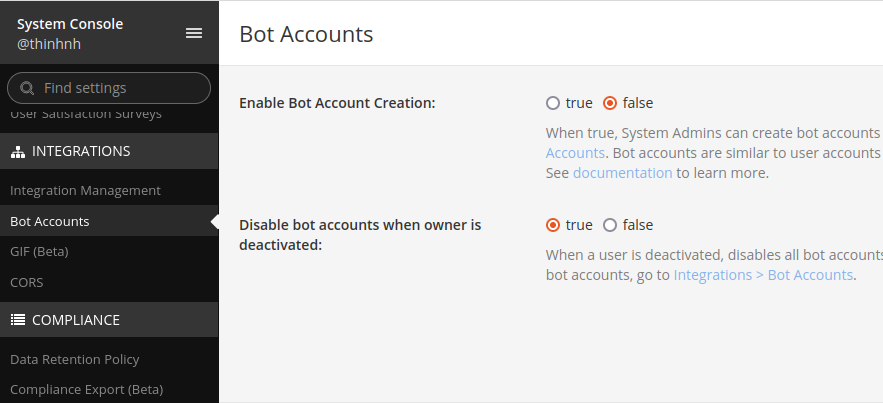 System Console
@thinhnh
Find settings
User Satisfaction Surveys
INTEGRATIONS
Integration Management
Bot Accounts
GIF (Beta)
CORS
COMPLIANCE
Data Retention Policy
Compliance Export (Beta)
Bot Accounts
Enable Bot Account Creation:
true false
When true, System Admins can create bot accounts
Accounts. Bot accounts are similar to user accounts
See documentation to learn more.
Disable bot accounts when owner is
deactivated:
true false
When a user is deactivated, disables all bot accounts
bot accounts, go to Integrations > Bot Accounts.